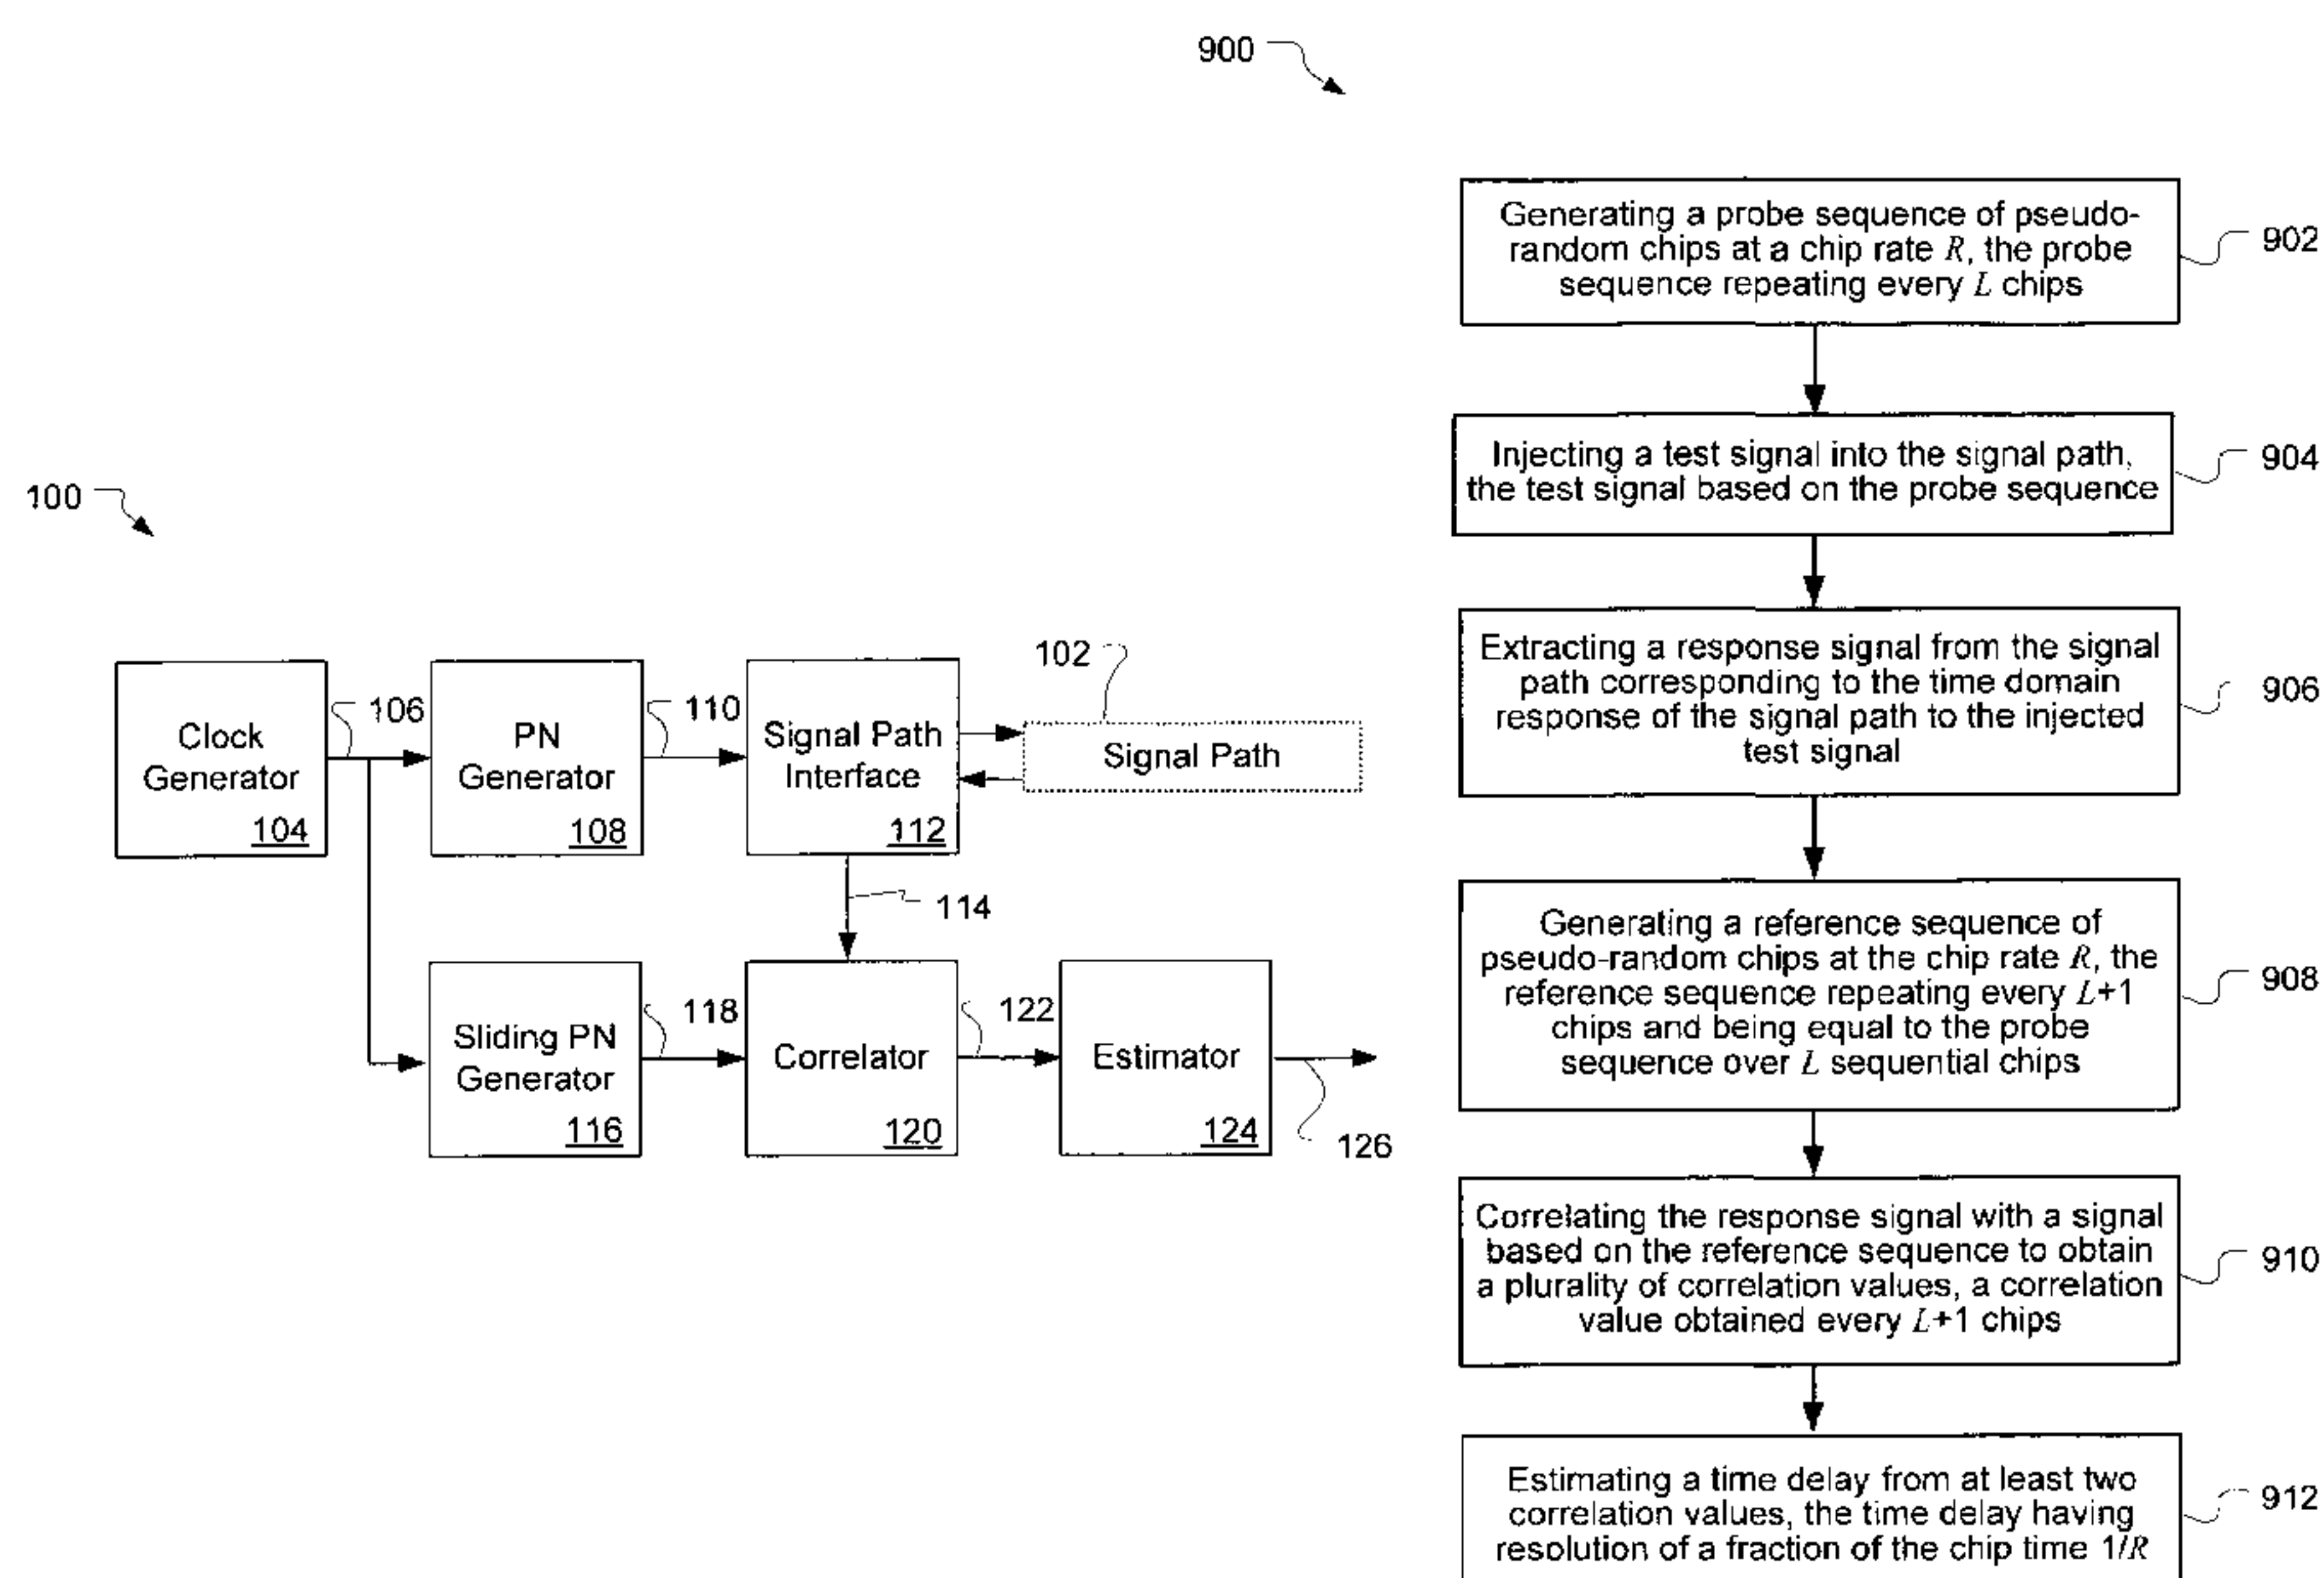 900
100
Clock
Generator
104
106
PN
Generator
108
110
Signal Path
Interface
112
102
Signal Path
114
Sliding PN
Generator
116
118
Correlator
120
122
Estimator
124
126
Generating a probe sequence of pseudo-
random chips at a chip rate R, the probe
sequence repeating every L chips
902
Injecting a test signal into the signal path,
the test signal based on the probe sequence
904
Extracting a response signal from the signal
path corresponding to the time domain
response of the signal path to the injected
test signal
906
Generating a reference sequence of
pseudo-random chips at the chip rate R, the
reference sequence repeating every L+1
chips and being equal to the probe
sequence over L sequential chips
908
Correlating the response signal with a signal
based on the reference sequence to obtain
a plurality of correlation values, a correlation
value obtained every L+1 chips
910
Estimating a time delay from at least two
correlation values, the time delay having
resolution of a fraction of the chip time 1/R
912